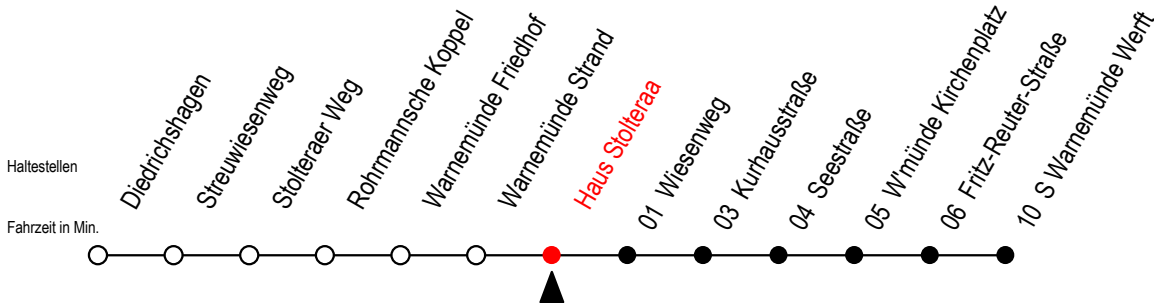 Haltestellen
Fahrzeit in Min.
Diedrichshagen
Streuwiesenweg
Stolteraer Weg
Rohrmannsche Koppel
Warnemünde Friedhof
Warnemünde Strand
Haus Stolteraa
01 Wiesenweg
03 Kurhausstraße
04 Seestraße
05 W'münde Kirchenplatz
06 Fritz-Reuter-Straße
10 S Warnemünde Werft